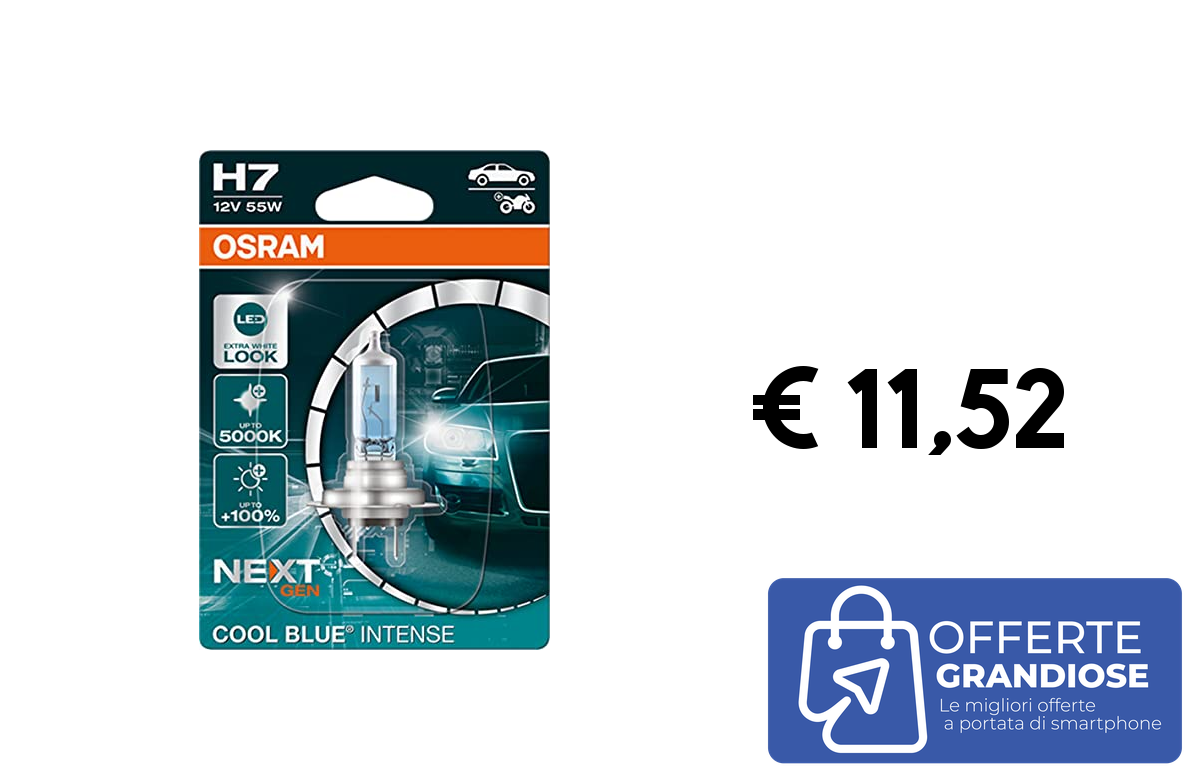 H7
12V 55W
OSRAM
LED
EXTRA WHITE
LOOK
UP TO
5000K
UP TO
+100%
NEXT
GEN
COOL BLUE® INTENSE
€ 11,52
OFFERTE
GRANDIOSE
Le migliori offerte
a portata di smartphone